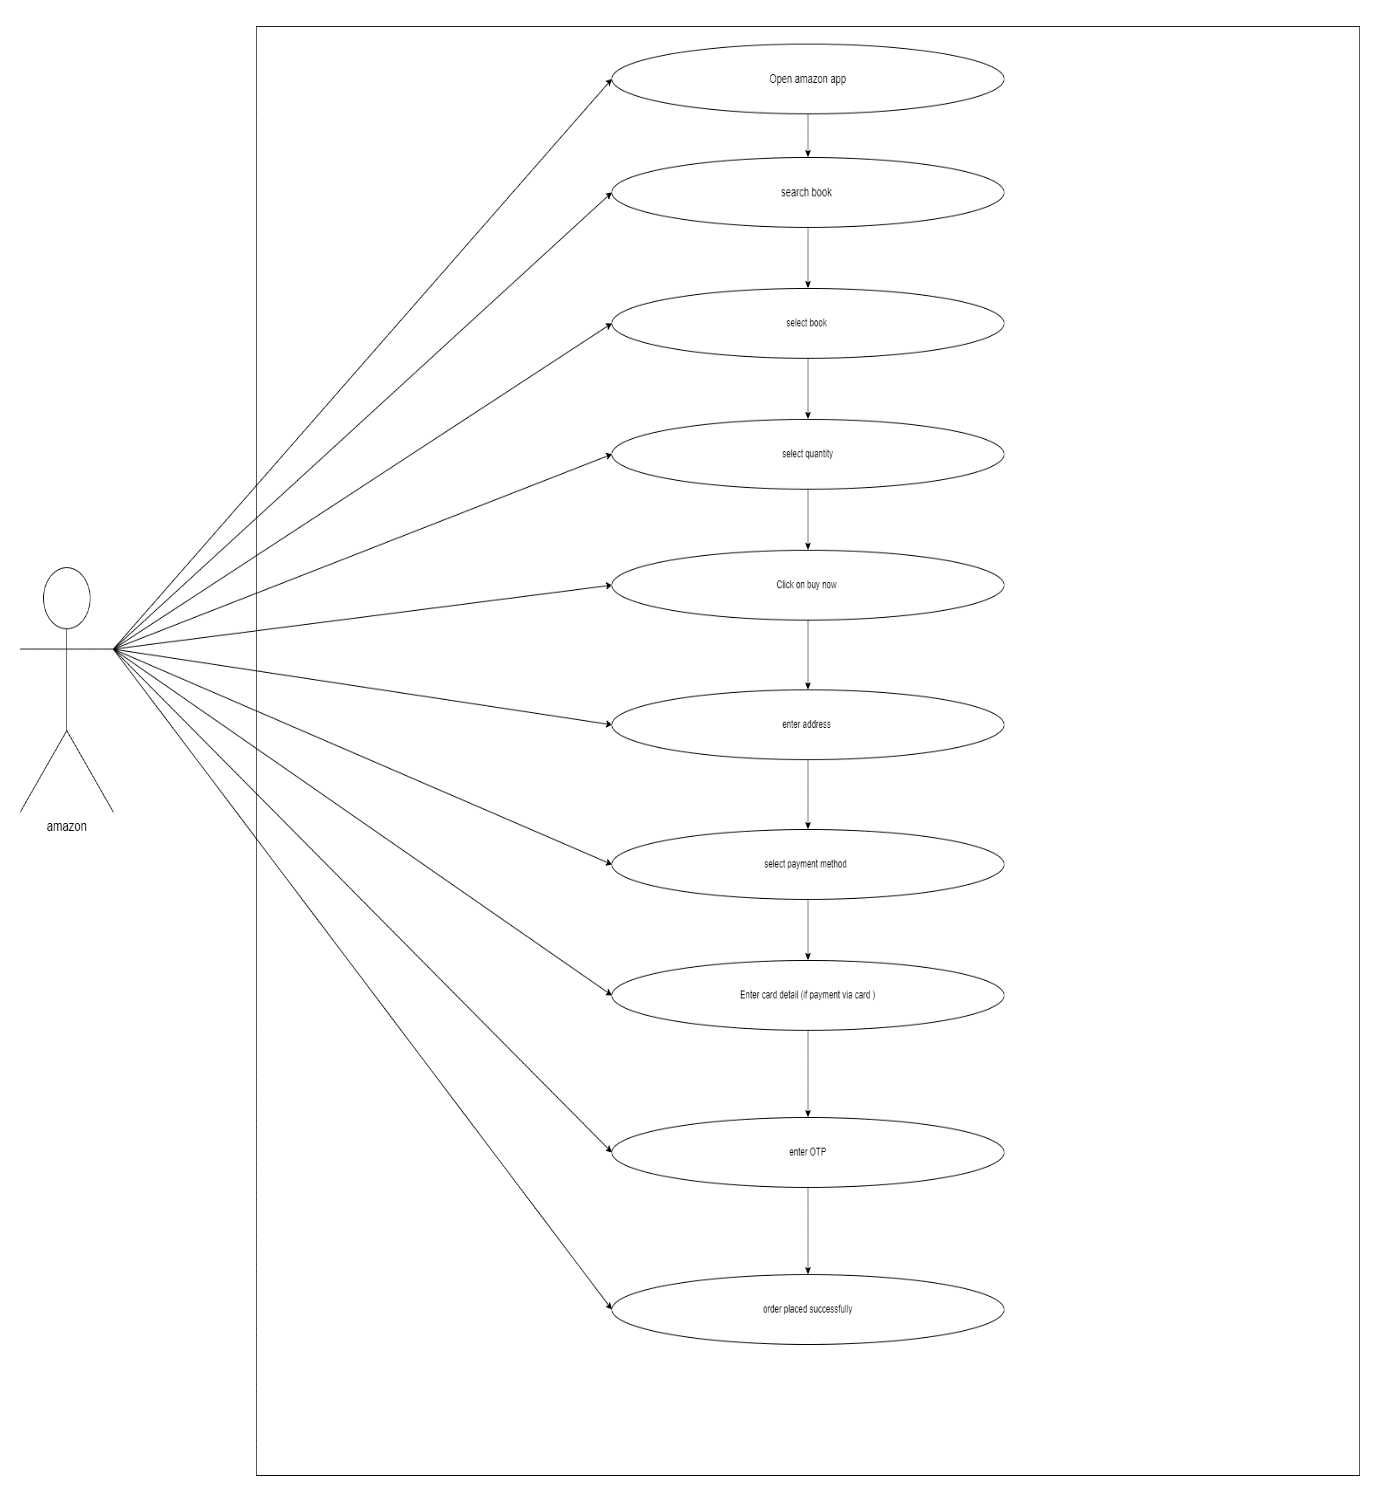 Open amazon app
search book
select book
select quantity
Click on buy now
enter address
amazon
select payment method
Enter card detail (if payment via card )
enter OTP
order placed successfully